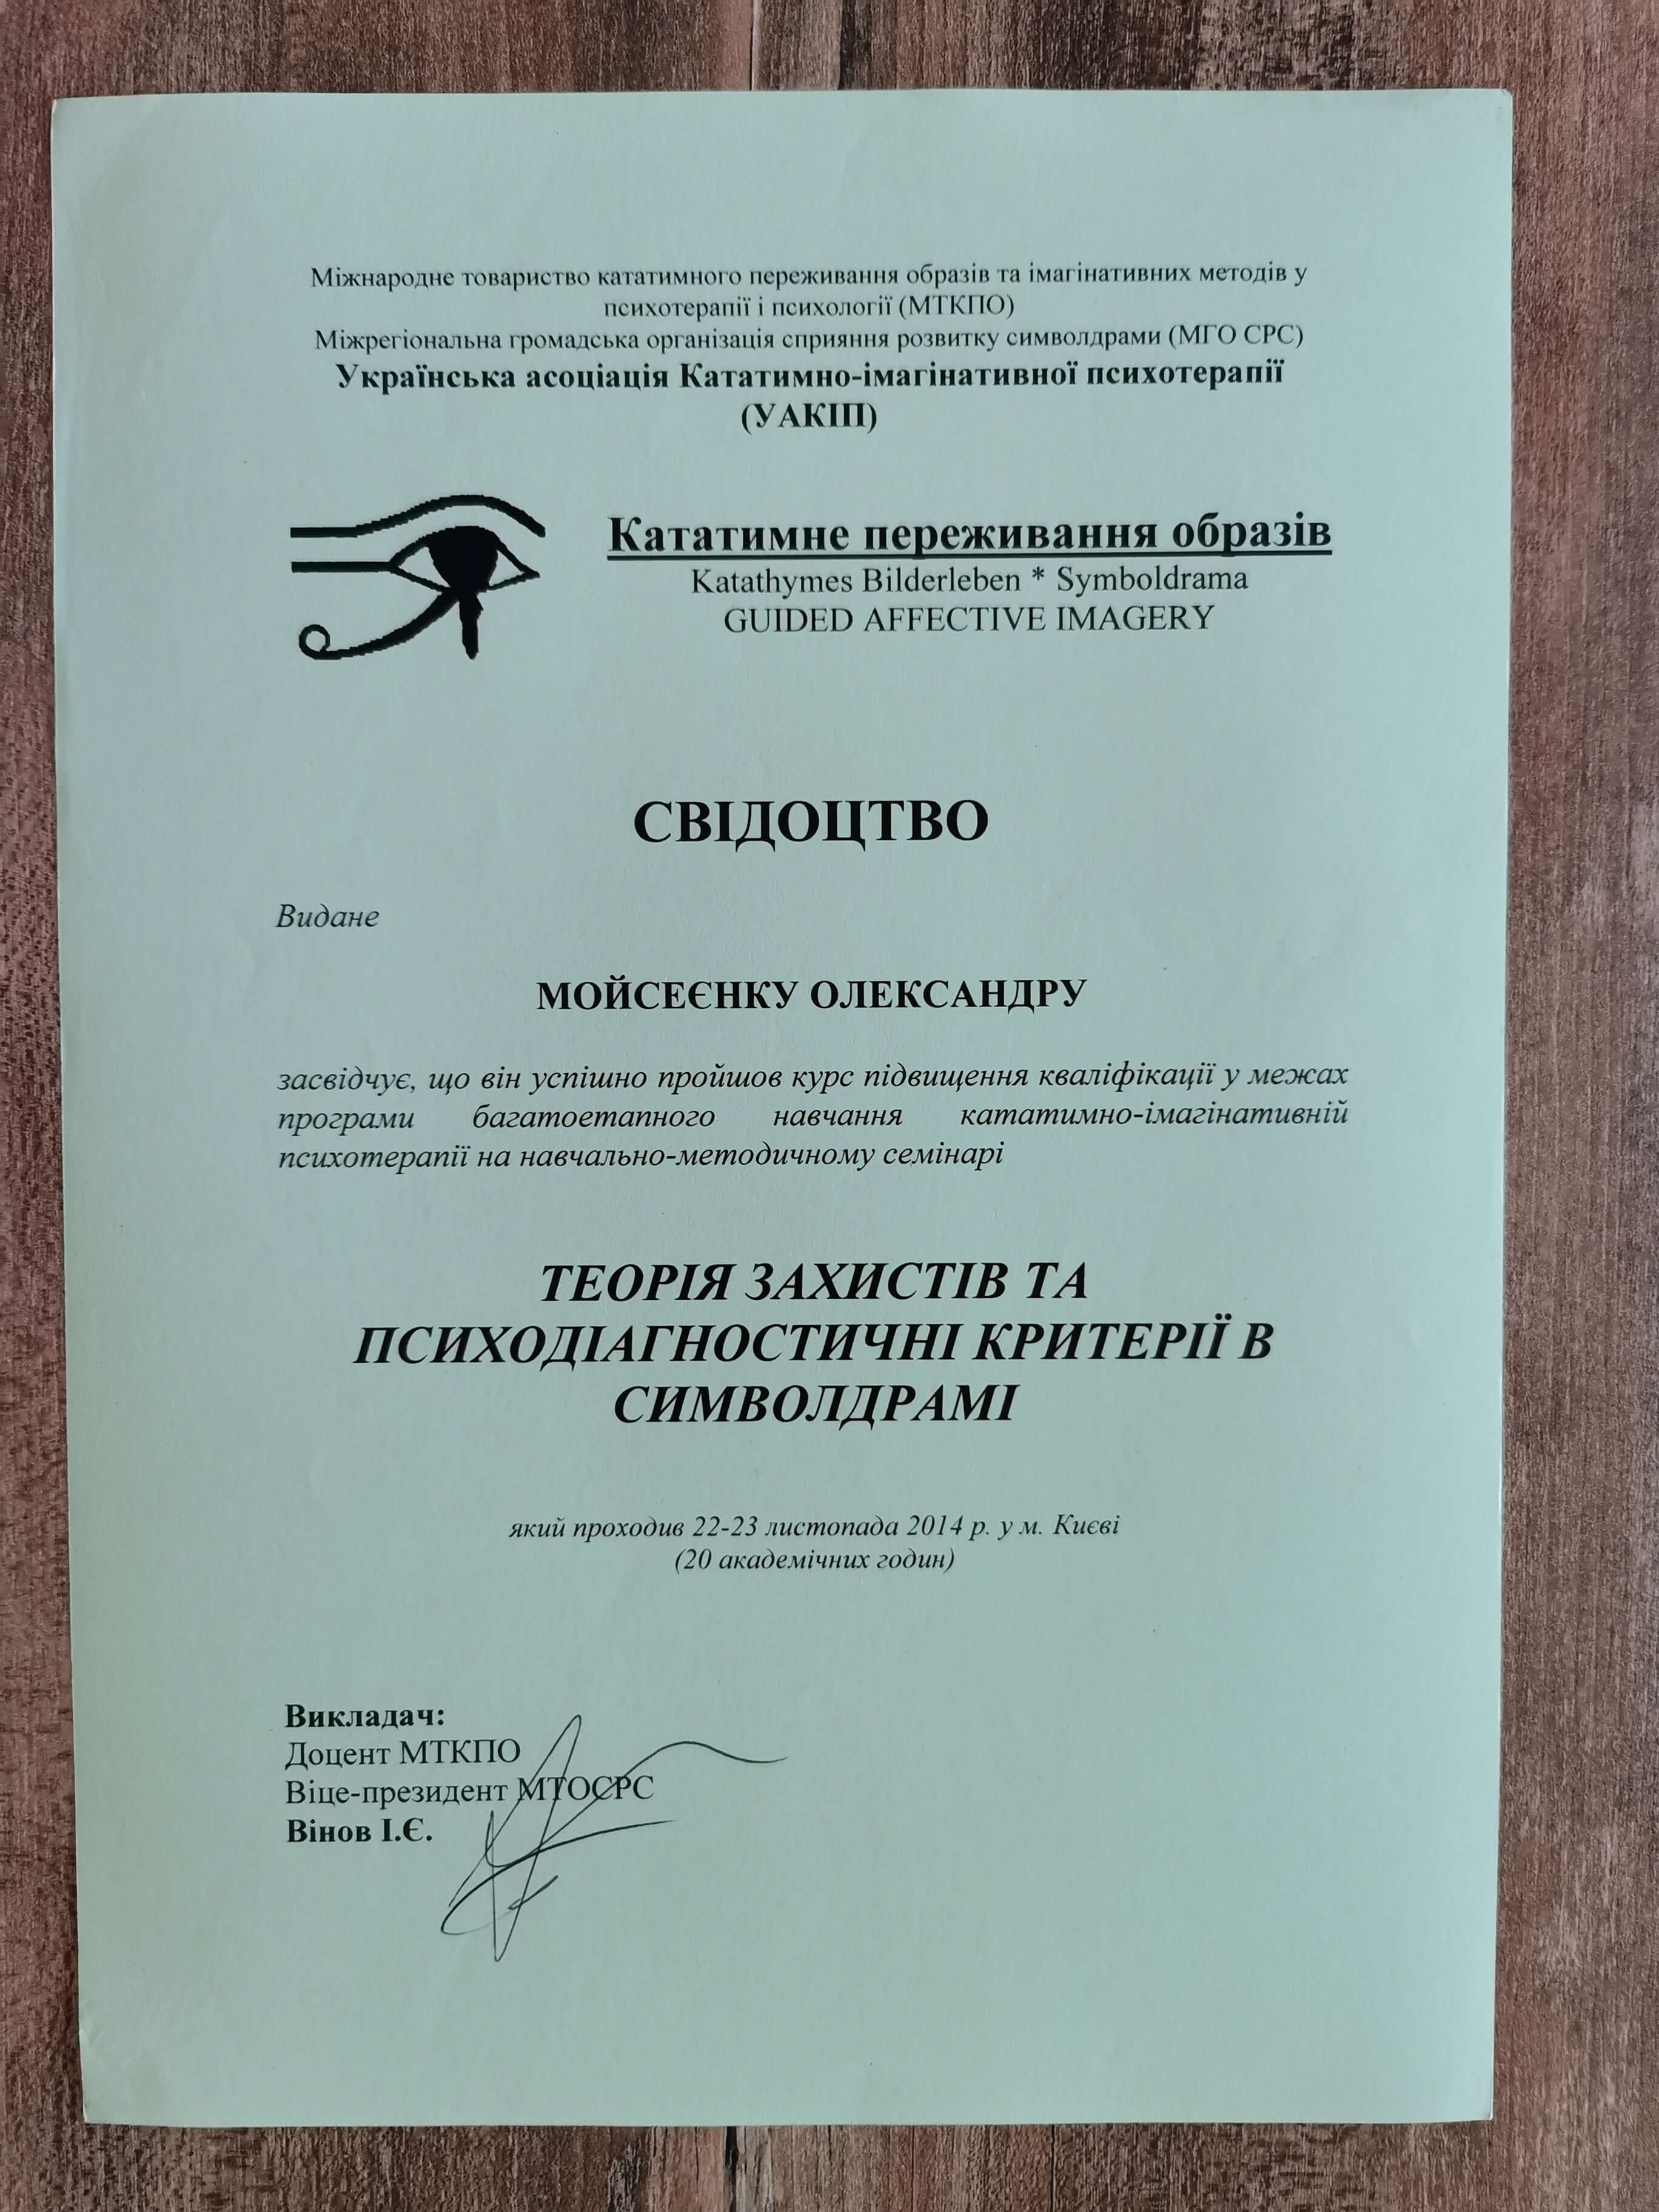 Міжнародне товариство кататимного переживання образів та імагінативних методів у
психотерапії і психології (МТКПО)
Міжрегіональна громадська організація сприяння розвитку символдрами (МГО СРС)
Українська асоціація Кататимно-імагінативної психотерапії
(УАКІП)
Кататимне переживання образів
Katathymes Bilderleben * Symboldrama
GUIDED AFFECTIVE IMAGERY
СВІДОЦТВО
Видане
МОЙСЕЄНКУ ОЛЕКСАНДРУ
засвідчує, що він успішно пройшов курс підвищення кваліфікації у межах
програми багатоетапного навчання кататимно-імагінативній
психотерапії на навчально-методичному семінарі
ТЕОРІЯ ЗАХИСТІВ ТА
ПСИХОДІАГНОСТИЧНІ КРИТЕРІЇ В
СИМВОЛДРАМІ
який проходив 22-23 листопада 2014 р. у м. Києві
(20 академічних годин)
Викладач:
Доцент МТКПО
Віце-президент МТОСРС
Вінов І.Є.